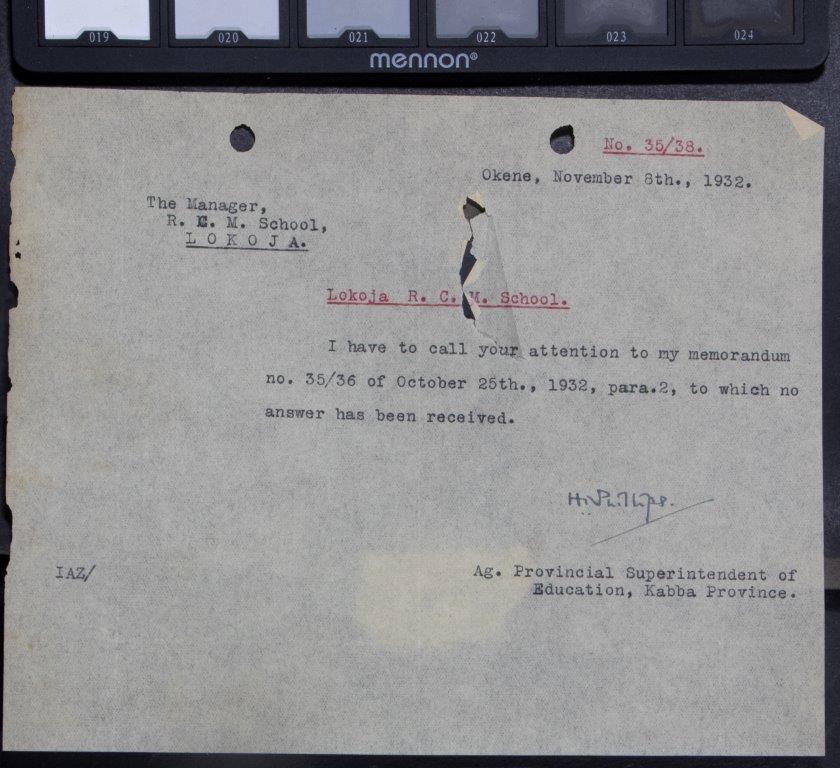 019 020 021 022 023 024
mennon®
No. 35/38.
Okene, November 8th., 1932.
The Manager,
R. C. M. School,
L O K O J A.
Lokoja R. C. M. School.
I have to call your attention to my memorandum
no. 35/36 of October 25th., 1932, para.2, to which no
answer has been received.
H. Phillips.
IAZ/
Ag. Provincial Superintendent of
Education, Kabba Province.